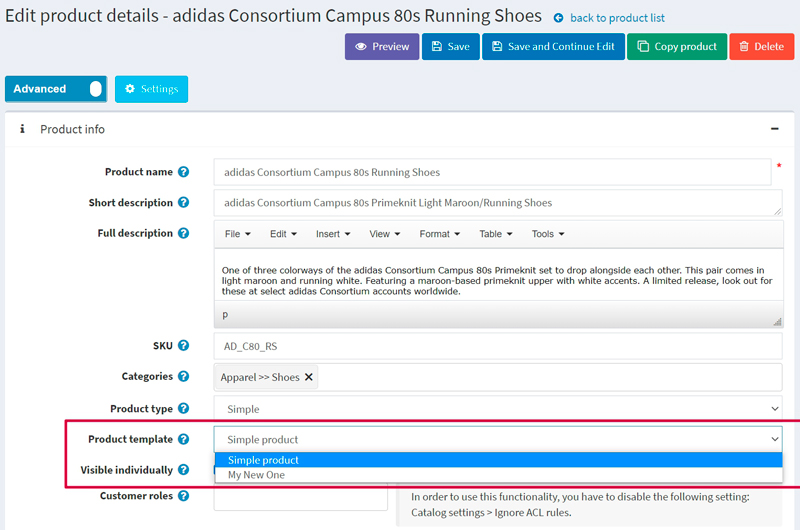 Edit product details - adidas Consortium Campus 80s Running Shoes back to product list
Preview Save Save and Continue Edit Copy product Delete
Advanced Settings
Product info
Product name adidas Consortium Campus 80s Running Shoes *
Short description adidas Consortium Campus 80s Primeknit Light Maroon/Running Shoes
Full description File Edit Insert View Format Table Tools
One of three colorways of the adidas Consortium Campus 80s Primeknit set to drop alongside each other. This pair comes in
light maroon and running white. Featuring a maroon-based primeknit upper with white accents. A limited release, look out for
these at select adidas Consortium accounts worldwide.
p
SKU AD_C80_RS
Categories Apparel >> Shoes
Product type Simple
Product template Simple product
Simple product
Visible individually My New One
Customer roles In order to use this functionality, you have to disable the following setting:
Catalog settings > Ignore ACL rules.